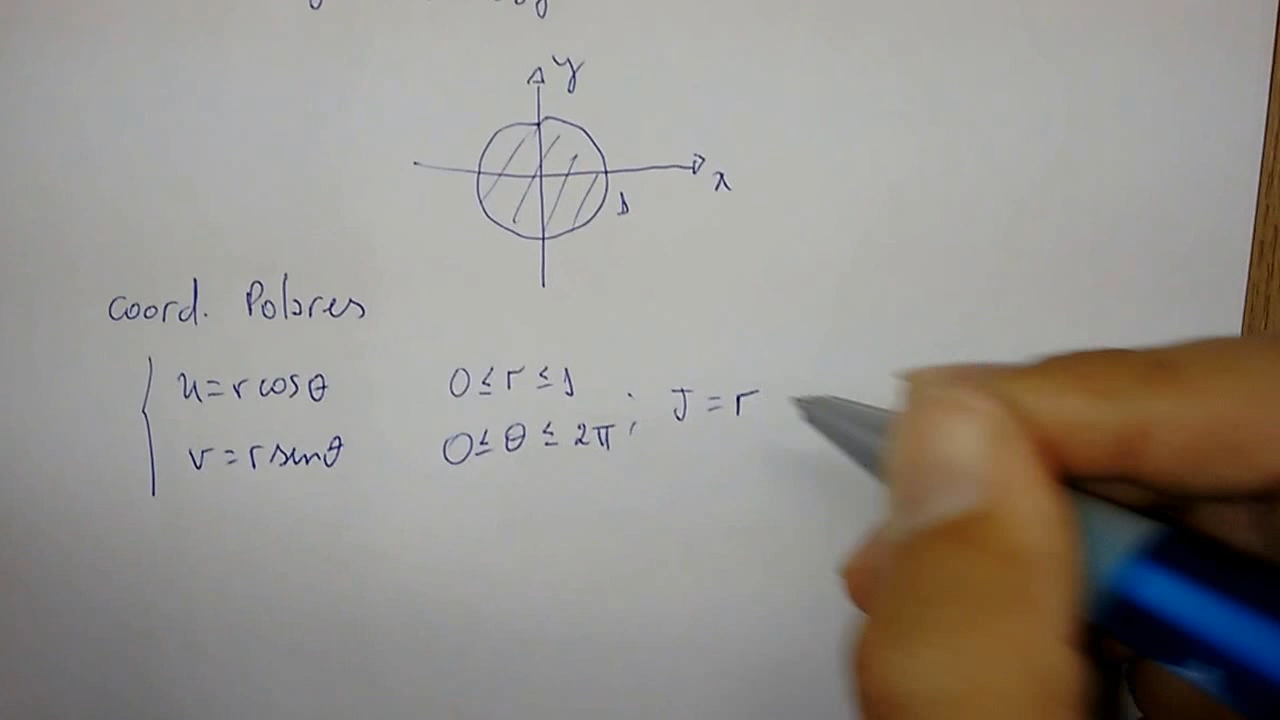 y
x
1
Coord. Polares
u = r cos θ    0 ≤ r ≤ 1
v = r sen θ    0 ≤ θ ≤ 2π ; J = r